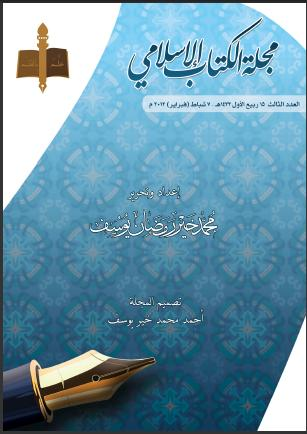 مجلة الكتاب الإسلامي
العدد الثالث ١٥ ربيع الأول ١٤٣٣هـ. ٧ شباط (فبراير) ٢٠١٢ م
إعداد وتحرير
محمد خير رمضان يوسف
تصميم المجلة
أحمد محمد خير يوسف